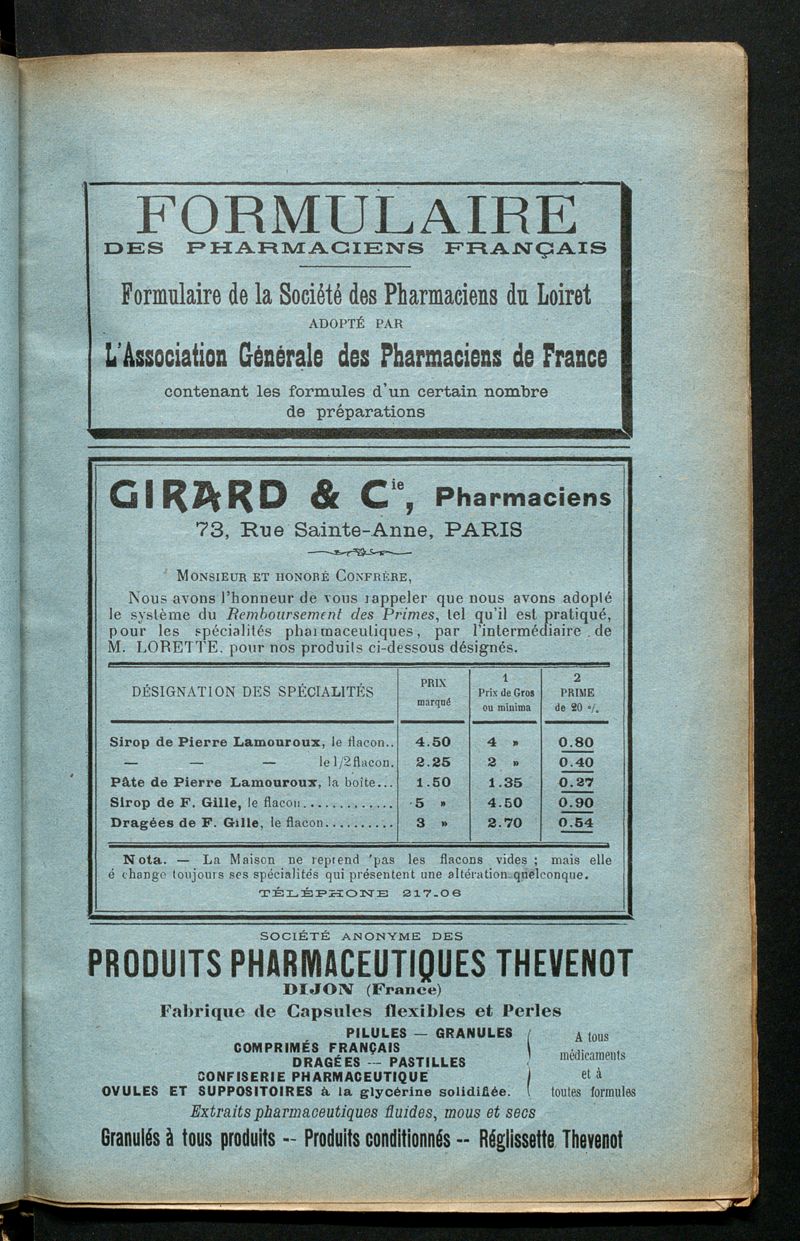 FORMULAIRE
DES PHARMACIENS FRANÇAIS
Formulaire de la Société des Pharmaciens du Loiret
ADOPTÉ PAR
L'Association Générale des Pharmaciens de France
contenant les formules d'un certain nombre
de préparations
GIRARD & Cie, Pharmaciens
73, Rue Sainte-Anne, PARIS
MONSIEUR ET HONORÉ CONFRÈRE,
Nous avons l'honneur de vous rappeler que nous avons adopté
le système du Remboursement des Primes, tel qu'il est pratiqué,
pour les spécialités pharmaceutiques, par l'intermédiaire de
M. LORETTE. pour nos produits ci-dessous désignés.
DÉSIGNATION DES SPÉCIALITÉS PRIX marqué 1 Prix de Gros ou minima 2 PRIME de 20 %
Sirop de Pierre Lamouroux, le flacon.. 4.50 4 » 0.80
— — — le 1/2 flacon. 2.25 2 » 0.40
Pâte de Pierre Lamouroux, la boîte... 1.50 1.35 0.27
Sirop de F. Gille, le flacon............. 5 » 4.50 0.90
Dragées de F. Gille, le flacon.......... 3 » 2.70 0.54
Nota. — La Maison ne reprend pas les flacons vides ; mais elle
échange toujours ses spécialités qui présentent une altération quelconque.
TÉLÉPHONE 217-06
SOCIÉTÉ ANONYME DES
PRODUITS PHARMACEUTIQUES THEVENOT
DIJON (France)
Fabrique de Capsules flexibles et Perles
PILULES — GRANULES
COMPRIMÉS FRANÇAIS
DRAGÉES — PASTILLES
CONFISERIE PHARMACEUTIQUE
OVULES ET SUPPOSITOIRES à la glycérine solidifiée.
A tous
médicaments
et à
toutes formules
Extraits pharmaceutiques fluides, mous et secs
Granulés à tous produits -- Produits conditionnés -- Réglissette Thevenot